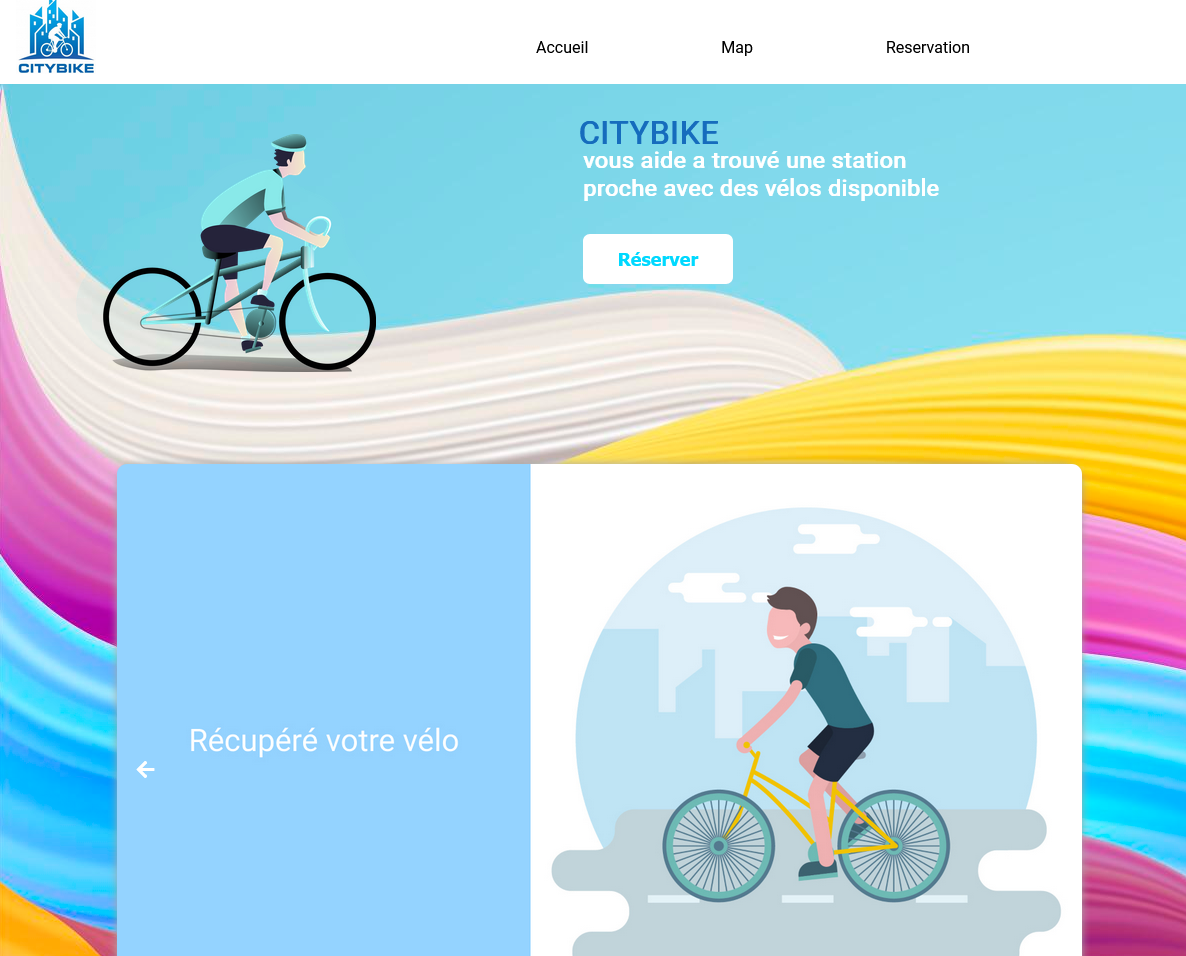 CITYBIKE
Accueil
Map
Reservation
CITYBIKE
vous aide a trouvé une station
proche avec des vélos disponible
Réserver
Récupéré votre vélo